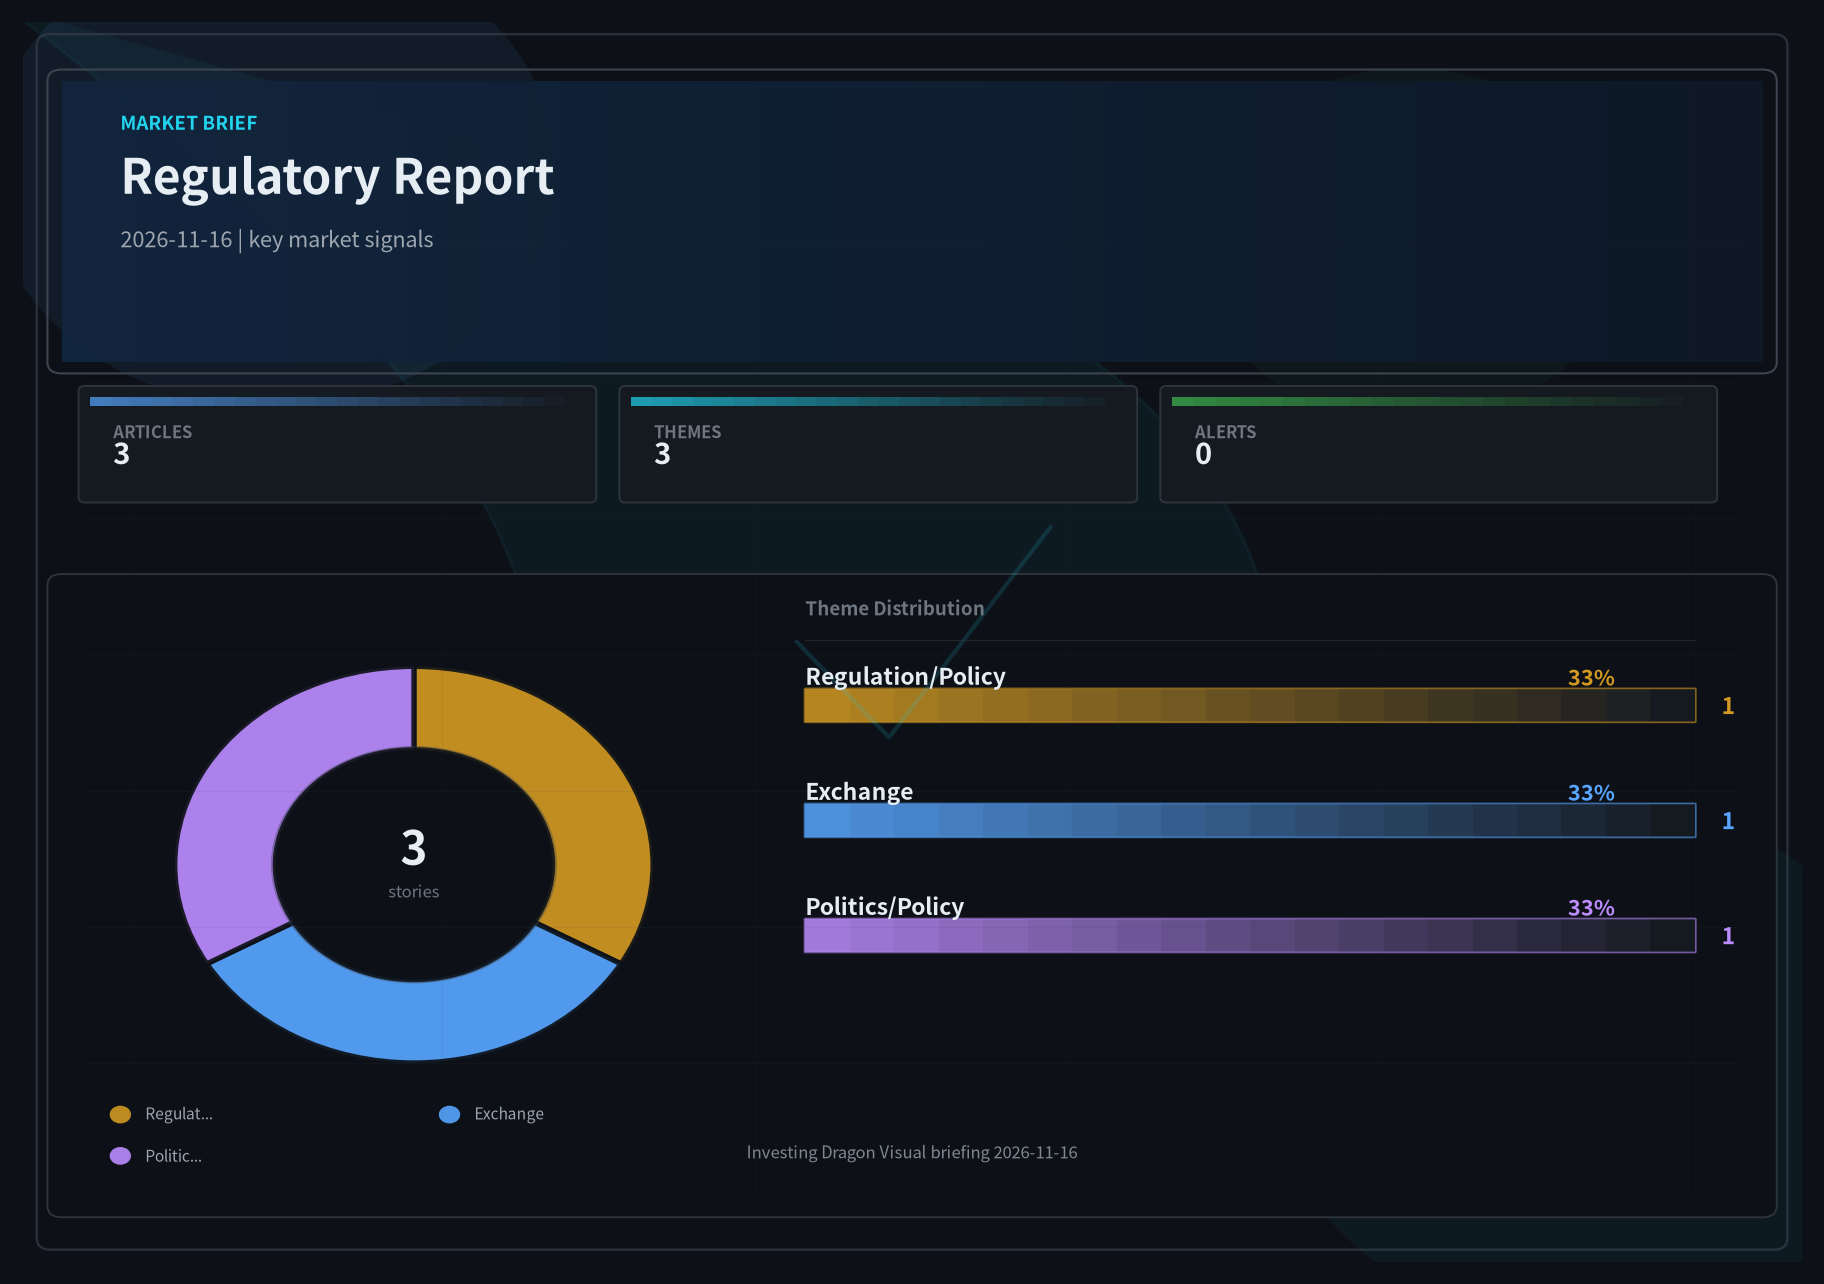 MARKET BRIEF
Regulatory Report
2026-11-16 | key market signals
ARTICLES
3
THEMES
3
ALERTS
0
Theme Distribution
Regulation/Policy 33%
1
Exchange 33%
1
Politics/Policy 33%
1
3
stories
Regulat...
Exchange
Politic...
Investing Dragon Visual briefing 2026-11-16